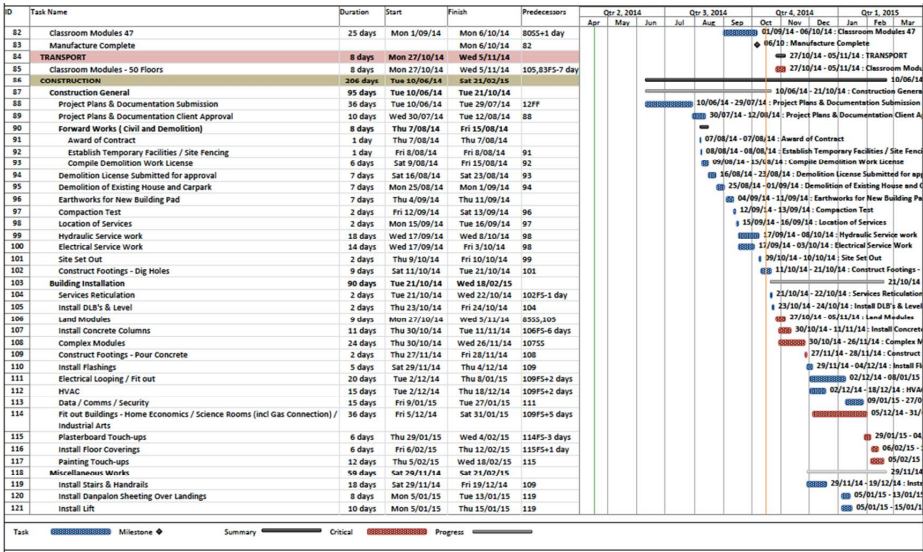 ID Task Name Duration Start Finish Predecessors Qtr 2, 2014 Qtr 3, 2014 Qtr 4, 2014 Qtr 1, 2015
Apr May Jun Jul Aug Sep Oct Nov Dec Jan Feb Mar
82 Classroom Modules 47 25 days Mon 1/09/14 Mon 6/10/14 80SS+1 day 01/09/14 - 06/10/14 : Classroom Modules 47
83 Manufacture Complete Mon 6/10/14 82 06/10 : Manufacture Complete
84 TRANSPORT 8 days Mon 27/10/14 Wed 5/11/14 27/10/14 - 05/11/14 : TRANSPORT
85 Classroom Modules - 50 Floors 8 days Mon 27/10/14 Wed 5/11/14 105,83FS-7 day 27/10/14 - 05/11/14 : Classroom Modu
86 CONSTRUCTION 206 days Tue 10/06/14 Sat 21/02/15 10/06/14
87 Construction General 95 days Tue 10/06/14 Tue 21/10/14 10/06/14 - 21/10/14 : Construction Genera
88 Project Plans & Documentation Submission 36 days Tue 10/06/14 Tue 29/07/14 12FF 10/06/14 - 29/07/14 : Project Plans & Documentation Submission
89 Project Plans & Documentation Client Approval 10 days Wed 30/07/14 Tue 12/08/14 88 30/07/14 - 12/08/14 : Project Plans & Documentation Client A
90 Forward Works ( Civil and Demolition) 8 days Thu 7/08/14 Fri 15/08/14
91 Award of Contract 1 day Thu 7/08/14 Thu 7/08/14 07/08/14 - 07/08/14 : Award of Contract
92 Establish Temporary Facilities / Site Fencing 1 day Fri 8/08/14 Fri 8/08/14 91 08/08/14 - 08/08/14 : Establish Temporary Facilities / Site Fencin
93 Compile Demolition Work License 6 days Sat 9/08/14 Fri 15/08/14 92 09/08/14 - 15/08/14 : Compile Demolition Work License
94 Demolition License Submitted for approval 7 days Sat 16/08/14 Sat 23/08/14 93 16/08/14 - 23/08/14 : Demolition License Submitted for app
95 Demolition of Existing House and Carpark 7 days Mon 25/08/14 Mon 1/09/14 94 25/08/14 - 01/09/14 : Demolition of Existing House and C
96 Earthworks for New Building Pad 7 days Thu 4/09/14 Thu 11/09/14 04/09/14 - 11/09/14 : Earthworks for New Building Pad
97 Compaction Test 2 days Fri 12/09/14 Sat 13/09/14 96 12/09/14 - 13/09/14 : Compaction Test
98 Location of Services 2 days Mon 15/09/14 Tue 16/09/14 97 15/09/14 - 16/09/14 : Location of Services
99 Hydraulic Service work 18 days Wed 17/09/14 Wed 8/10/14 98 17/09/14 - 08/10/14 : Hydraulic Service work
100 Electrical Service Work 14 days Wed 17/09/14 Fri 3/10/14 98 17/09/14 - 03/10/14 : Electrical Service Work
101 Site Set Out 2 days Thu 9/10/14 Fri 10/10/14 99 09/10/14 - 10/10/14 : Site Set Out
102 Construct Footings - Dig Holes 9 days Sat 11/10/14 Tue 21/10/14 101 11/10/14 - 21/10/14 : Construct Footings -
103 Building Installation 90 days Tue 21/10/14 Wed 18/02/15 21/10/14
104 Services Reticulation 2 days Tue 21/10/14 Wed 22/10/14 102FS-1 day 21/10/14 - 22/10/14 : Services Reticulation
105 Install DLB's & Level 2 days Thu 23/10/14 Fri 24/10/14 104 23/10/14 - 24/10/14 : Install DLB's & Level
106 Land Modules 9 days Mon 27/10/14 Wed 5/11/14 85SS,105 27/10/14 - 05/11/14 : Land Modules
107 Install Concrete Columns 11 days Thu 30/10/14 Tue 11/11/14 106FS-6 days 30/10/14 - 11/11/14 : Install Concret
108 Complex Modules 24 days Thu 30/10/14 Wed 26/11/14 107SS 30/10/14 - 26/11/14 : Complex M
109 Construct Footings - Pour Concrete 2 days Thu 27/11/14 Fri 28/11/14 108 27/11/14 - 28/11/14 : Construct
110 Install Flashings 5 days Sat 29/11/14 Thu 4/12/14 109 29/11/14 - 04/12/14 : Install Fl
111 Electrical Looping / Fit out 20 days Tue 2/12/14 Thu 8/01/15 109FS+2 days 02/12/14 - 08/01/15
112 HVAC 15 days Tue 2/12/14 Thu 18/12/14 109FS+2 days 02/12/14 - 18/12/14 : HVA
113 Data / Comms / Security 15 days Fri 9/01/15 Tue 27/01/15 111 09/01/15 - 27/0
114 Fit out Buildings - Home Economics / Science Rooms (incl Gas Connection) / 36 days Fri 5/12/14 Sat 31/01/15 109FS+5 days 05/12/14 - 31/
Industrial Arts
115 Plasterboard Touch-ups 6 days Thu 29/01/15 Wed 4/02/15 114FS-3 days 29/01/15 - 04
116 Install Floor Coverings 6 days Fri 6/02/15 Thu 12/02/15 115FS+1 day 06/02/15 -
117 Painting Touch-ups 12 days Thu 5/02/15 Wed 18/02/15 115 05/02/15
118 Miscellaneous Works 59 days Sat 29/11/14 Sat 21/02/15 29/11/14
119 Install Stairs & Handrails 18 days Sat 29/11/14 Fri 19/12/14 109 29/11/14 - 19/12/14 : Insta
120 Install Danpalon Sheeting Over Landings 8 days Mon 5/01/15 Tue 13/01/15 119 05/01/15 - 13/01/1
121 Install Lift 10 days Mon 5/01/15 Thu 15/01/15 119 05/01/15 - 15/01/1
Task Milestone Summary Critical Progress